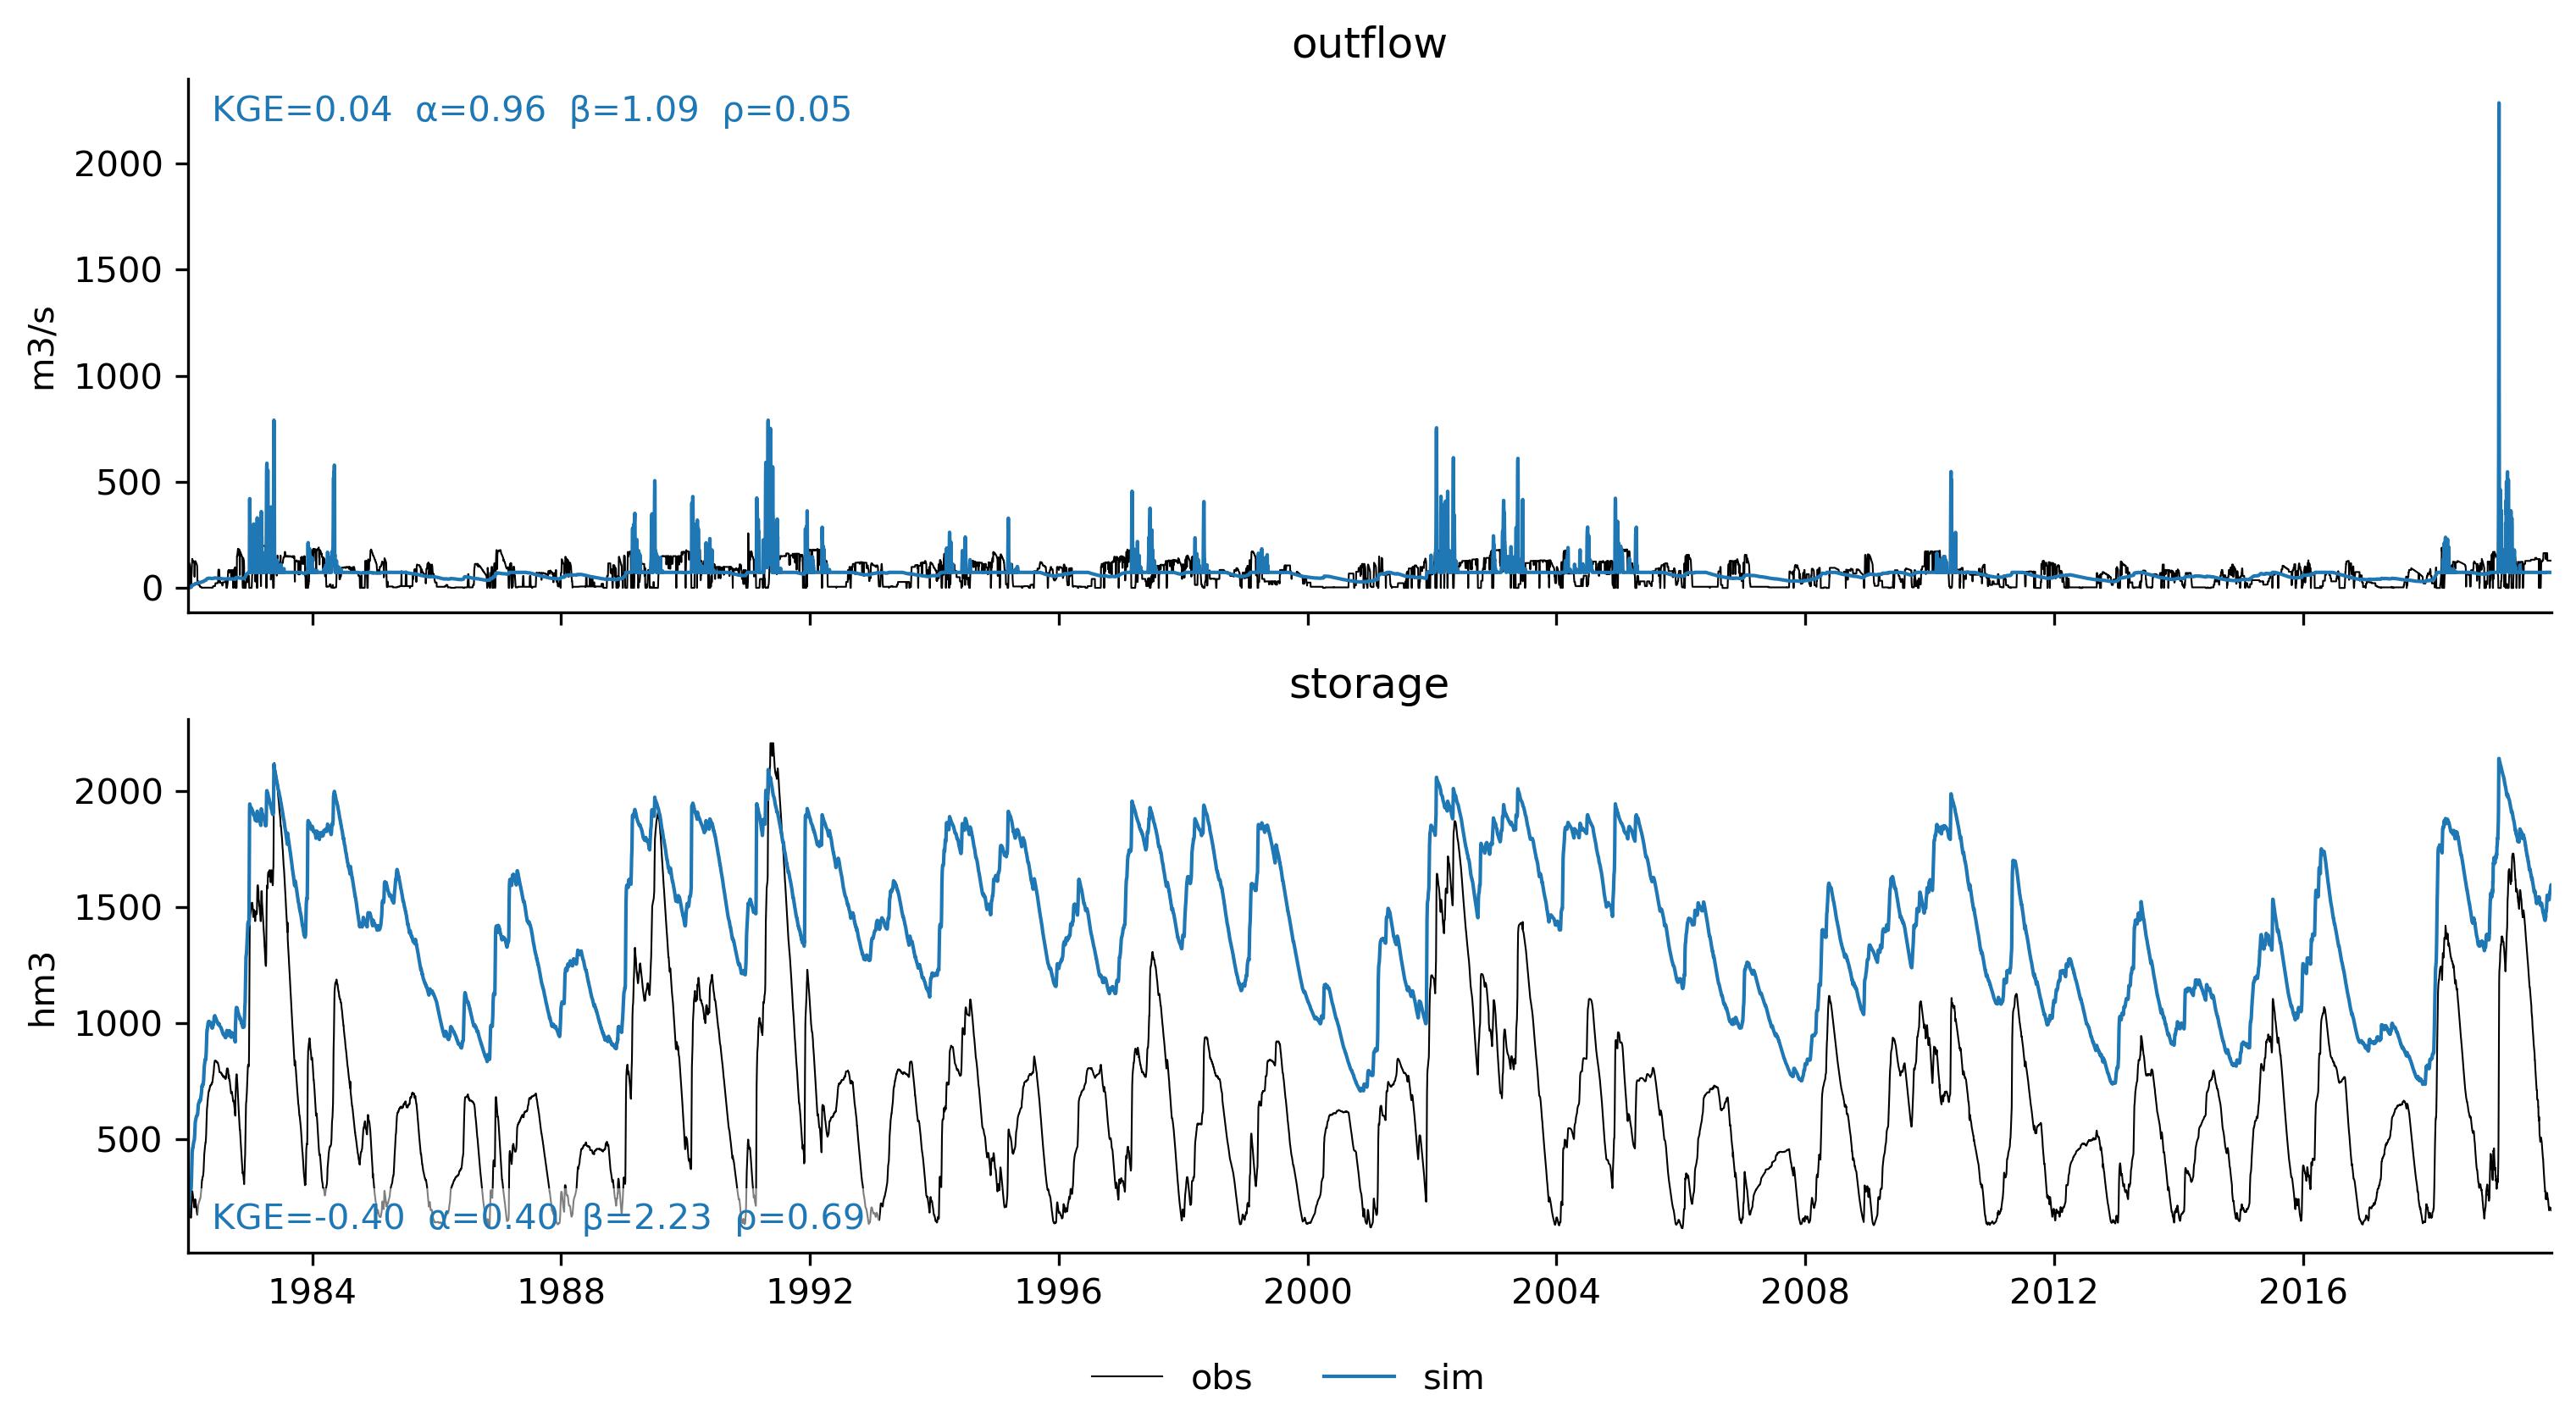 outflow
KGE=0.04 α=0.96 β=1.09 ρ=0.05
2000
1500
1000
500
0
m3/s
storage
2000
1500
1000
500
hm3
KGE=-0.40 α=0.40 β=2.23 ρ=0.69
1984 1988 1992 1996 2000 2004 2008 2012 2016
obs sim